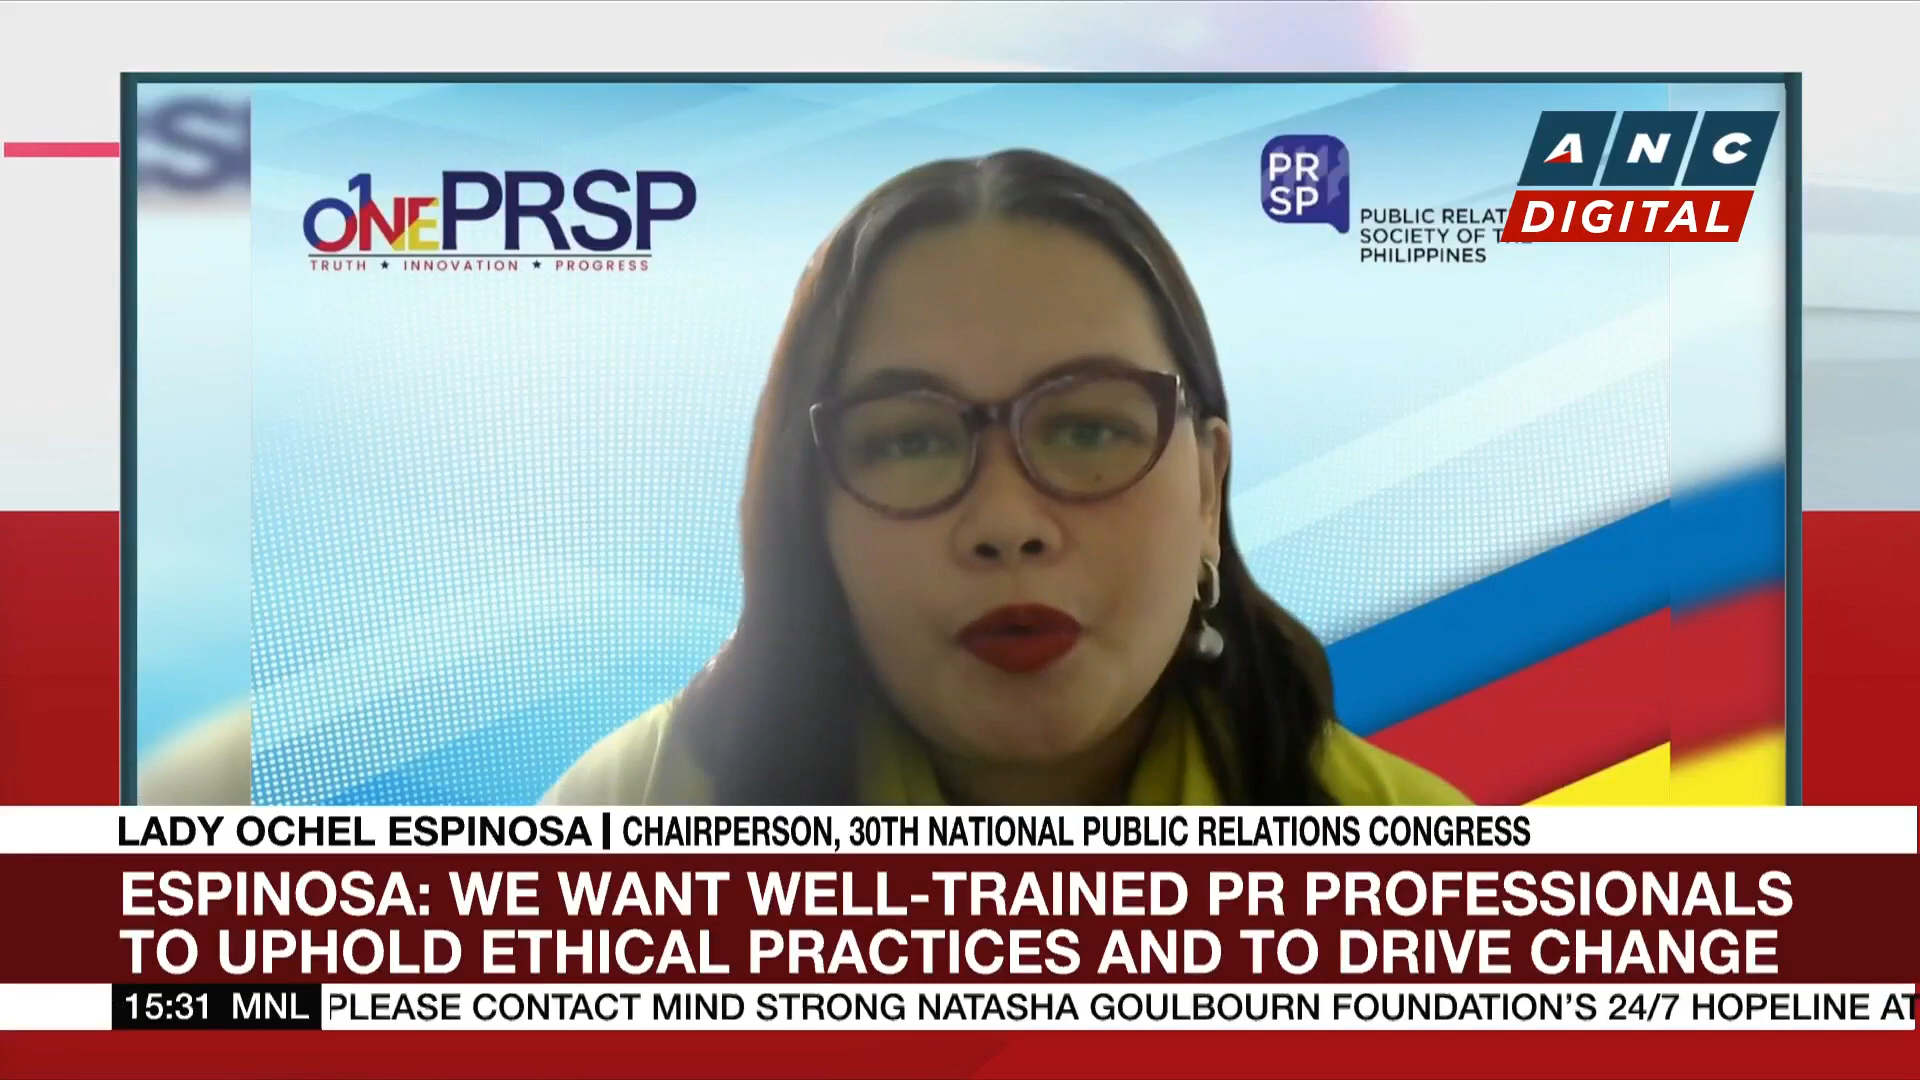 S
ONEPRSP
TRUTH ★ INNOVATION ★ PROGRESS
PR
SP
PUBLIC RELAT
SOCIETY OF THE
PHILIPPINES
ANC
DIGITAL
LADY OCHEL ESPINOSA | CHAIRPERSON, 30TH NATIONAL PUBLIC RELATIONS CONGRESS
ESPINOSA: WE WANT WELL-TRAINED PR PROFESSIONALS
TO UPHOLD ETHICAL PRACTICES AND TO DRIVE CHANGE
15:31 MNL PLEASE CONTACT MIND STRONG NATASHA GOULBOURN FOUNDATION'S 24/7 HOPELINE AT